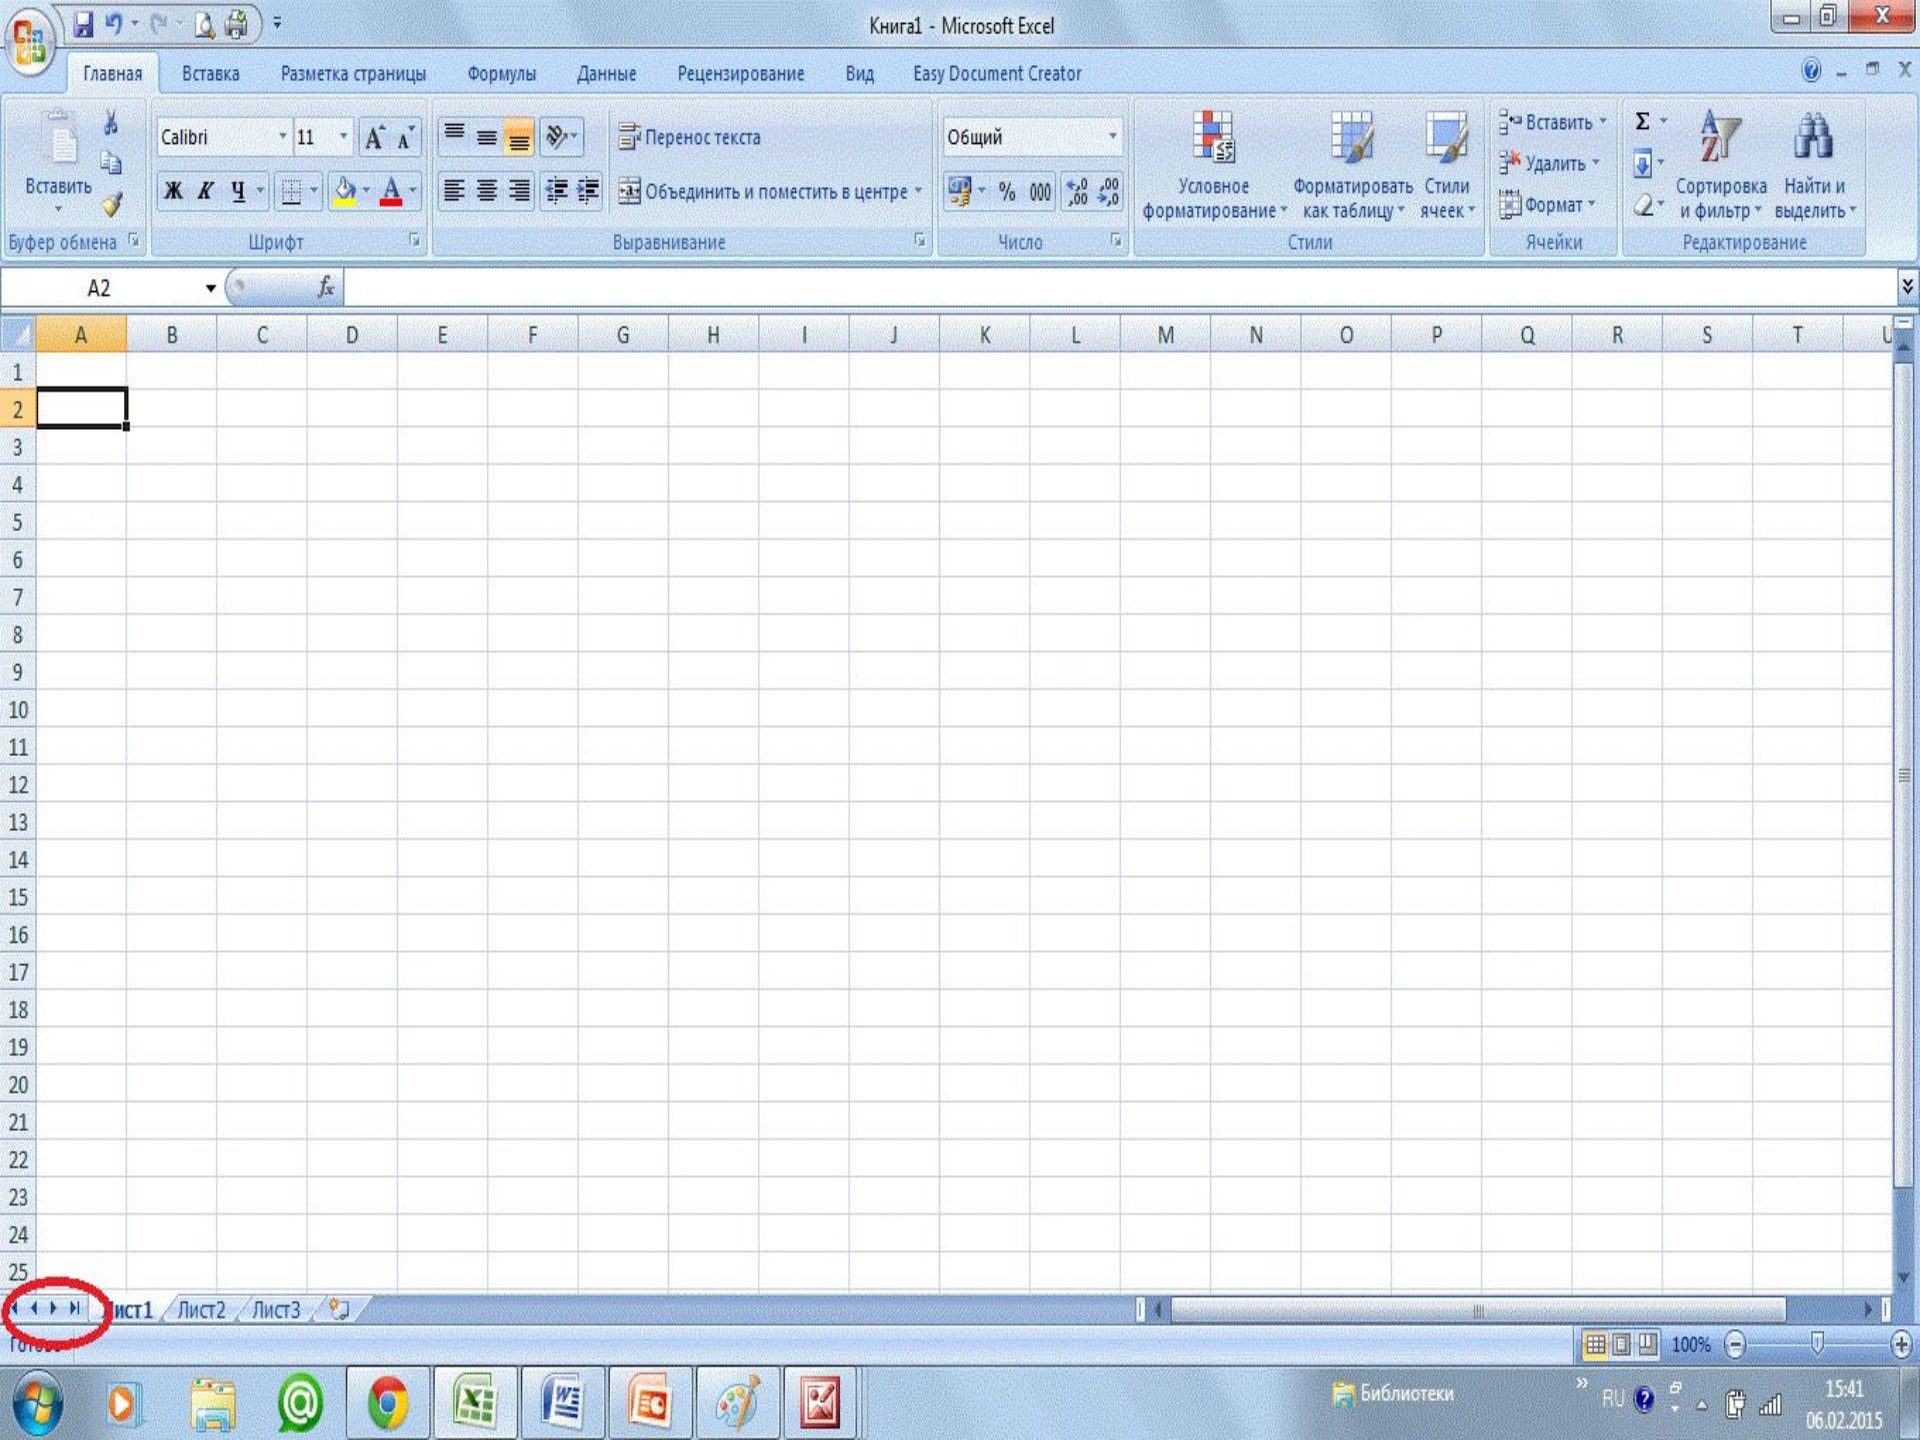 Книга1 - Microsoft Excel
Главная Вставка Разметка страницы Формулы Данные Рецензирование Вид Easy Document Creator
Calibri 11 Перенос текста Общий Вставить
Удалить
Вставить Ж К Ч Объединить и поместить в центре % 000 Условное форматирование Форматировать как таблицу Стили ячеек Формат Сортировка и фильтр Найти и выделить
Буфер обмена Шрифт Выравнивание Число Стили Ячейки Редактирование
A2 fx
A B C D E F G H I J K L M N O P Q R S T U
1
2
3
4
5
6
7
8
9
10
11
12
13
14
15
16
17
18
19
20
21
22
23
24
25
Лист1 Лист2 Лист3
Готово 100%
Библиотеки RU 15:41
06.02.2015